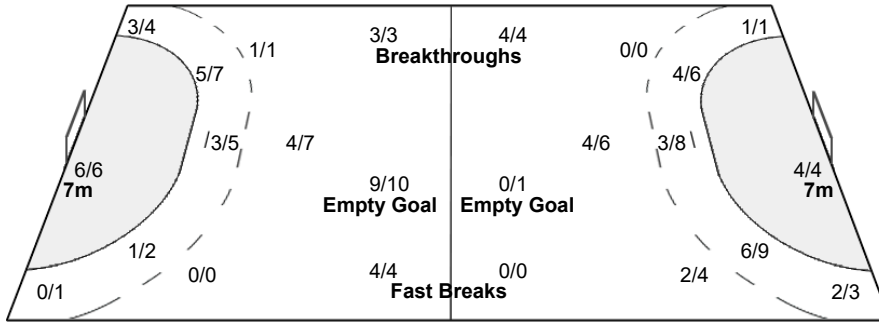 3/4 3/3 4/4 1/1
1/1 Breakthroughs 0/0
5/7 4/6
3/5 4/7 4/6 3/8
6/6 9/10 0/1 4/4
7m Empty Goal Empty Goal 7m
1/2 6/9
0/0 4/4 0/0 2/4
0/1 Fast Breaks 2/3